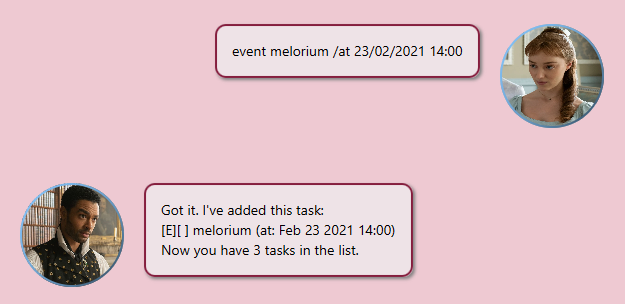 event melorium /at 23/02/2021 14:00
Got it. I've added this task:
[E][ ] melorium (at: Feb 23 2021 14:00)
Now you have 3 tasks in the list.